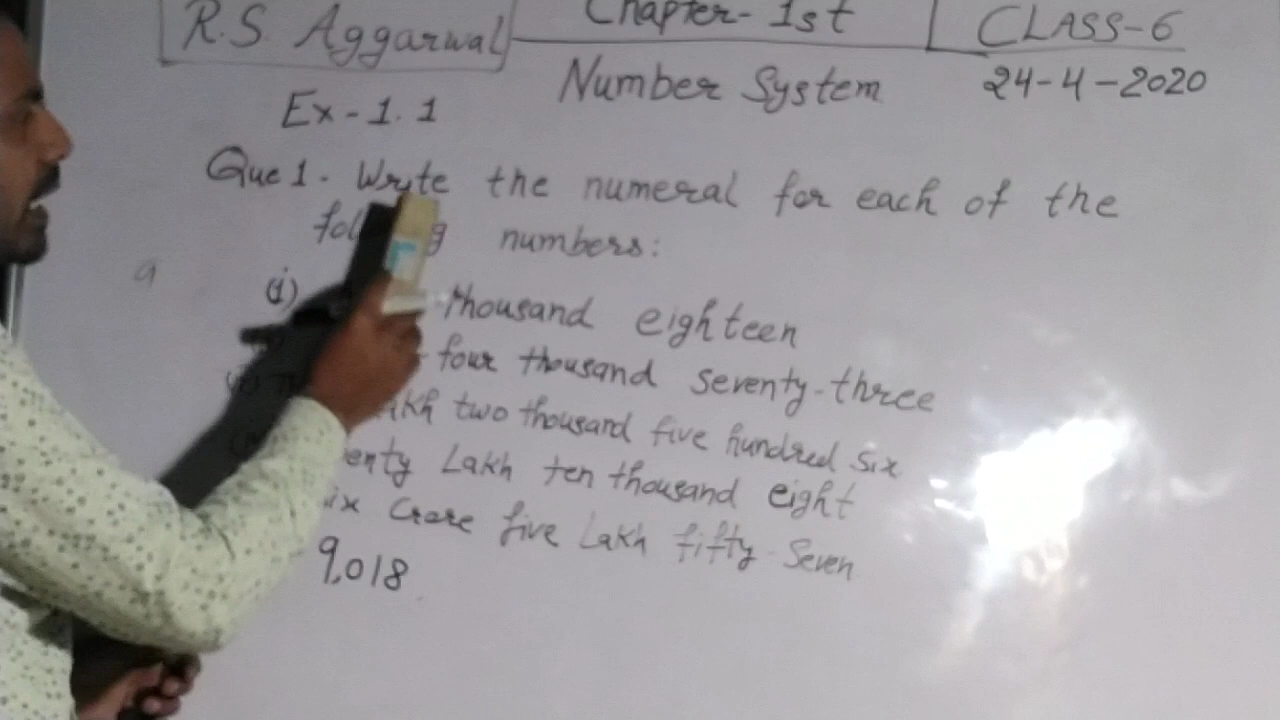 R.S. Aggarwal
Chapter-1st
CLASS-6
Number System
24-4-2020
Ex-1.1
Que 1. Write the numeral for each of the
numbers:
(i) thousand eighteen
four thousand seventy-three
two thousand five hundred six
Lakh ten thousand eight
Crore five Lakh fifty-Seven
9,018